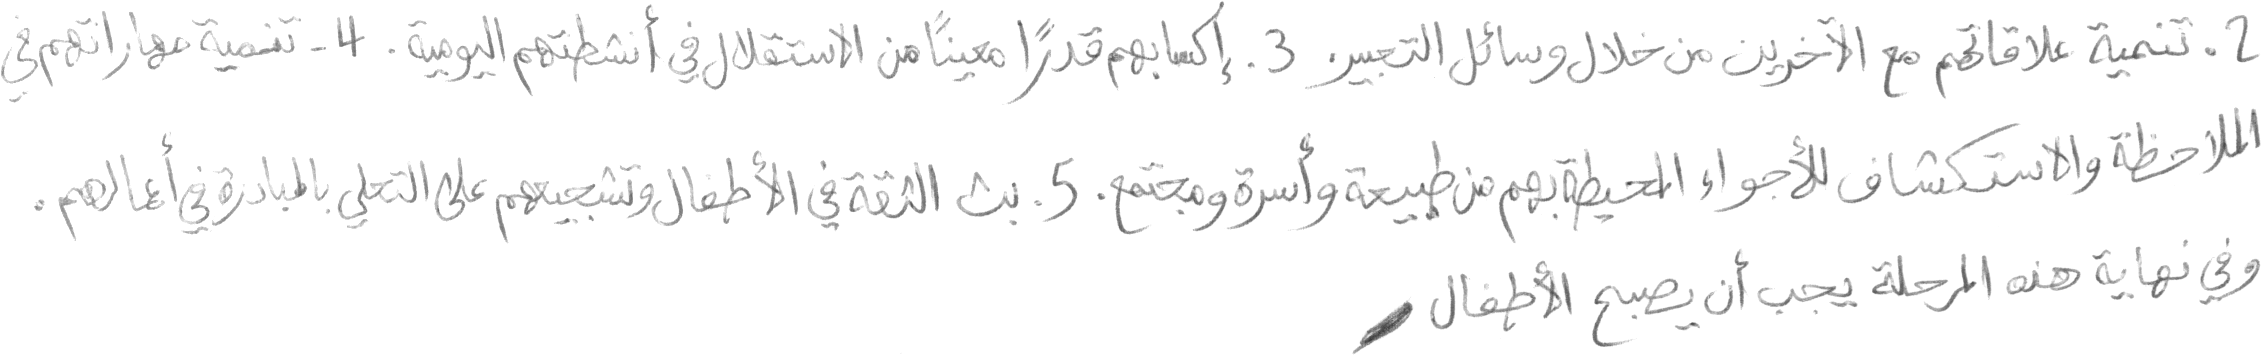 2. تنمية علاقاتهم مع الآخرين من خلال وسائل التعبير. 3. إكسابهم قدرًا معينًا من الاستقلال في أنشطتهم اليومية. 4- تنمية مهاراتهم في
الملاحظة والاستكشاف للأجواء المحيطة بهم من طبيعة وأسرة ومجتمع. 5. بث الثقة في الأطفال وتشجيعهم على التحلي بالمبادرة في أعمالهم.
وفي نهاية هذه المرحلة يجب أن يصبح الأطفال